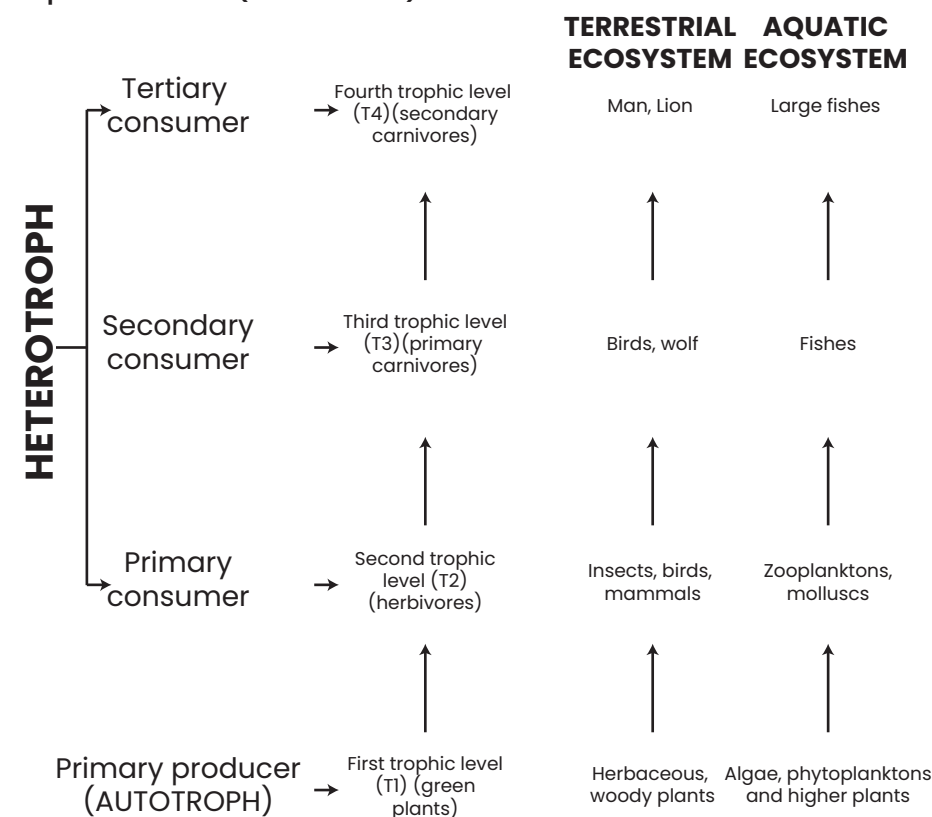 TERRESTRIAL
ECOSYSTEM
AQUATIC
ECOSYSTEM
HETEROTROPH
Tertiary
consumer
Fourth trophic level
(T4)(secondary
carnivores)
Man, Lion
Large fishes
Secondary
consumer
Third trophic level
(T3)(primary
carnivores)
Birds, wolf
Fishes
Primary
consumer
Second trophic
level (T2)
(herbivores)
Insects, birds,
mammals
Zooplanktons,
molluscs
Primary producer
(AUTOTROPH)
First trophic level
(T1) (green
plants)
Herbaceous,
woody plants
Algae, phytoplanktons
and higher plants